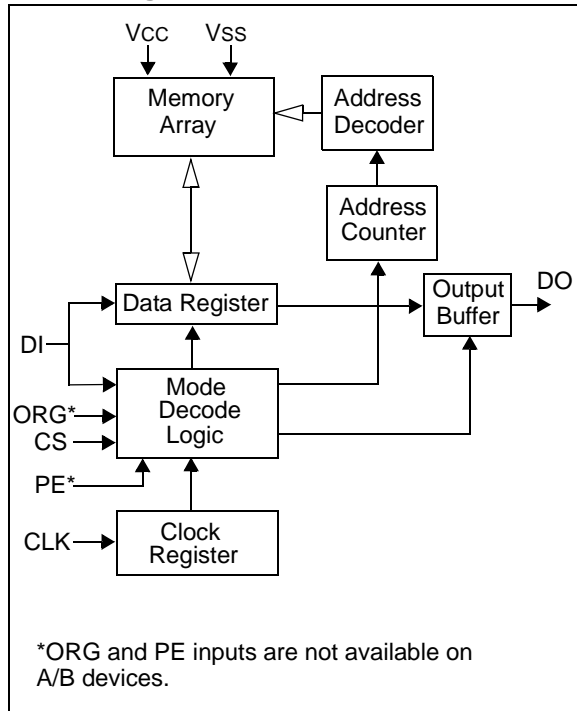 VCC VSS
Memory
Array
Address
Decoder
Address
Counter
Data Register
Output
Buffer
DO
DI
Mode
Decode
Logic
ORG*
CS
PE*
CLK
Clock
Register
*ORG and PE inputs are not available on
A/B devices.